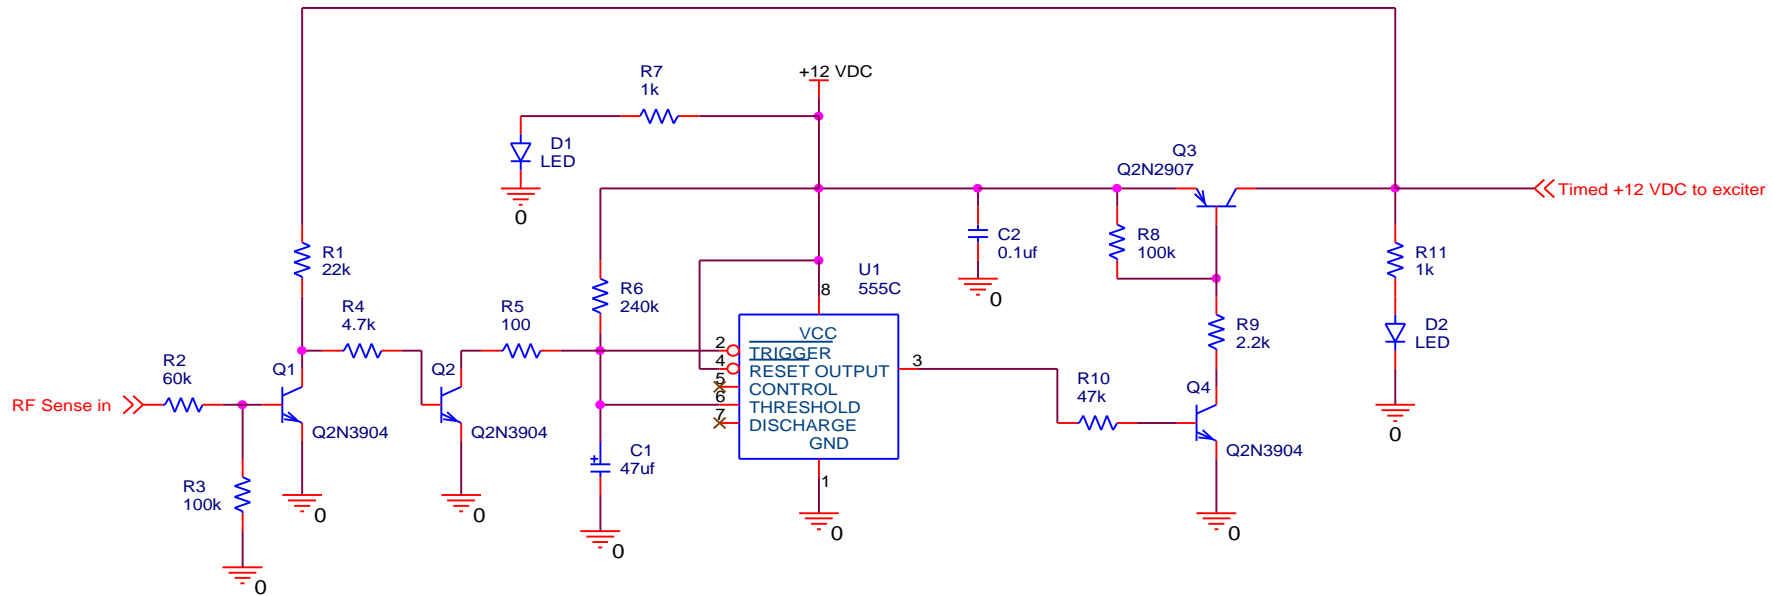 R7
1k
+12 VDC
D1
LED
Q3
Q2N2907
Timed +12 VDC to exciter
R1
22k
R6
240k
C2
0.1uf
R8
100k
R11
1k
0
0
U1
555C
8
R4
4.7k
R5
100
R9
2.2k
D2
LED
VCC
2
TRIGGER
4
RESET
OUTPUT
3
5
CONTROL
6
THRESHOLD
7
DISCHARGE
GND
1
R2
60k
Q1
Q2
R10
47k
Q4
RF Sense in
Q2N3904
Q2N3904
C1
+
47uf
Q2N3904
0
R3
100k
0
0
0
0
0
0